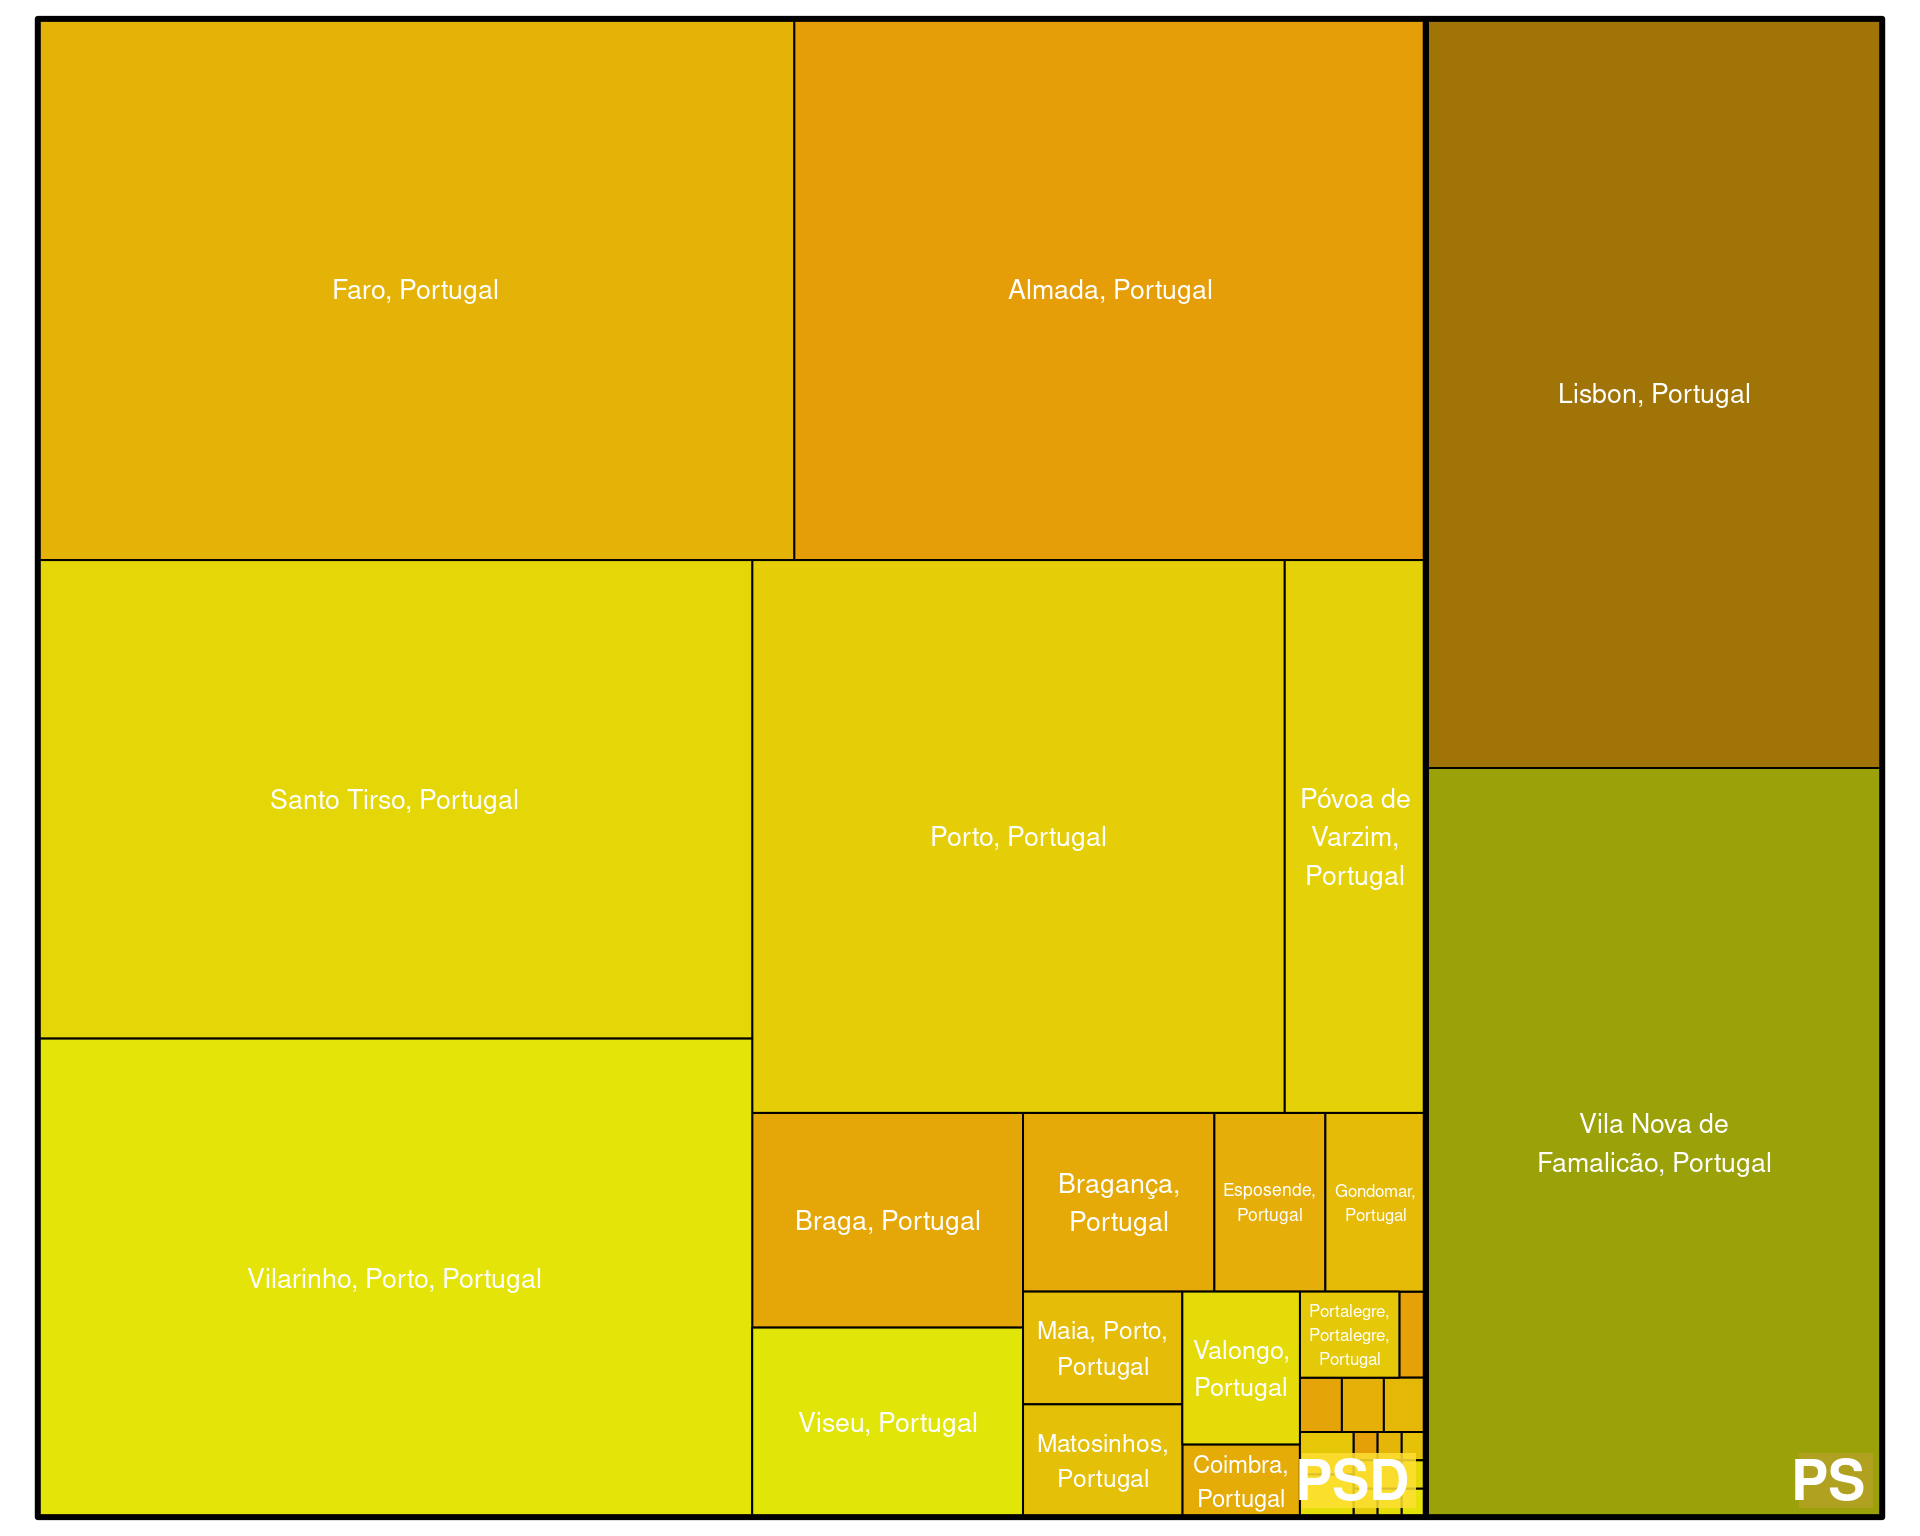 Faro, Portugal
Almada, Portugal
Lisbon, Portugal
Santo Tirso, Portugal
Porto, Portugal
Póvoa de
Varzim,
Portugal
Vila Nova de
Famalicão, Portugal
Vilarinho, Porto, Portugal
Braga, Portugal
Bragança,
Portugal
Esposende,
Portugal
Gondomar,
Portugal
Viseu, Portugal
Maia, Porto,
Portugal
Valongo,
Portugal
Portalegre,
Portalegre,
Portugal
Matosinhos,
Portugal
Coimbra,
Portugal
PSD
PS